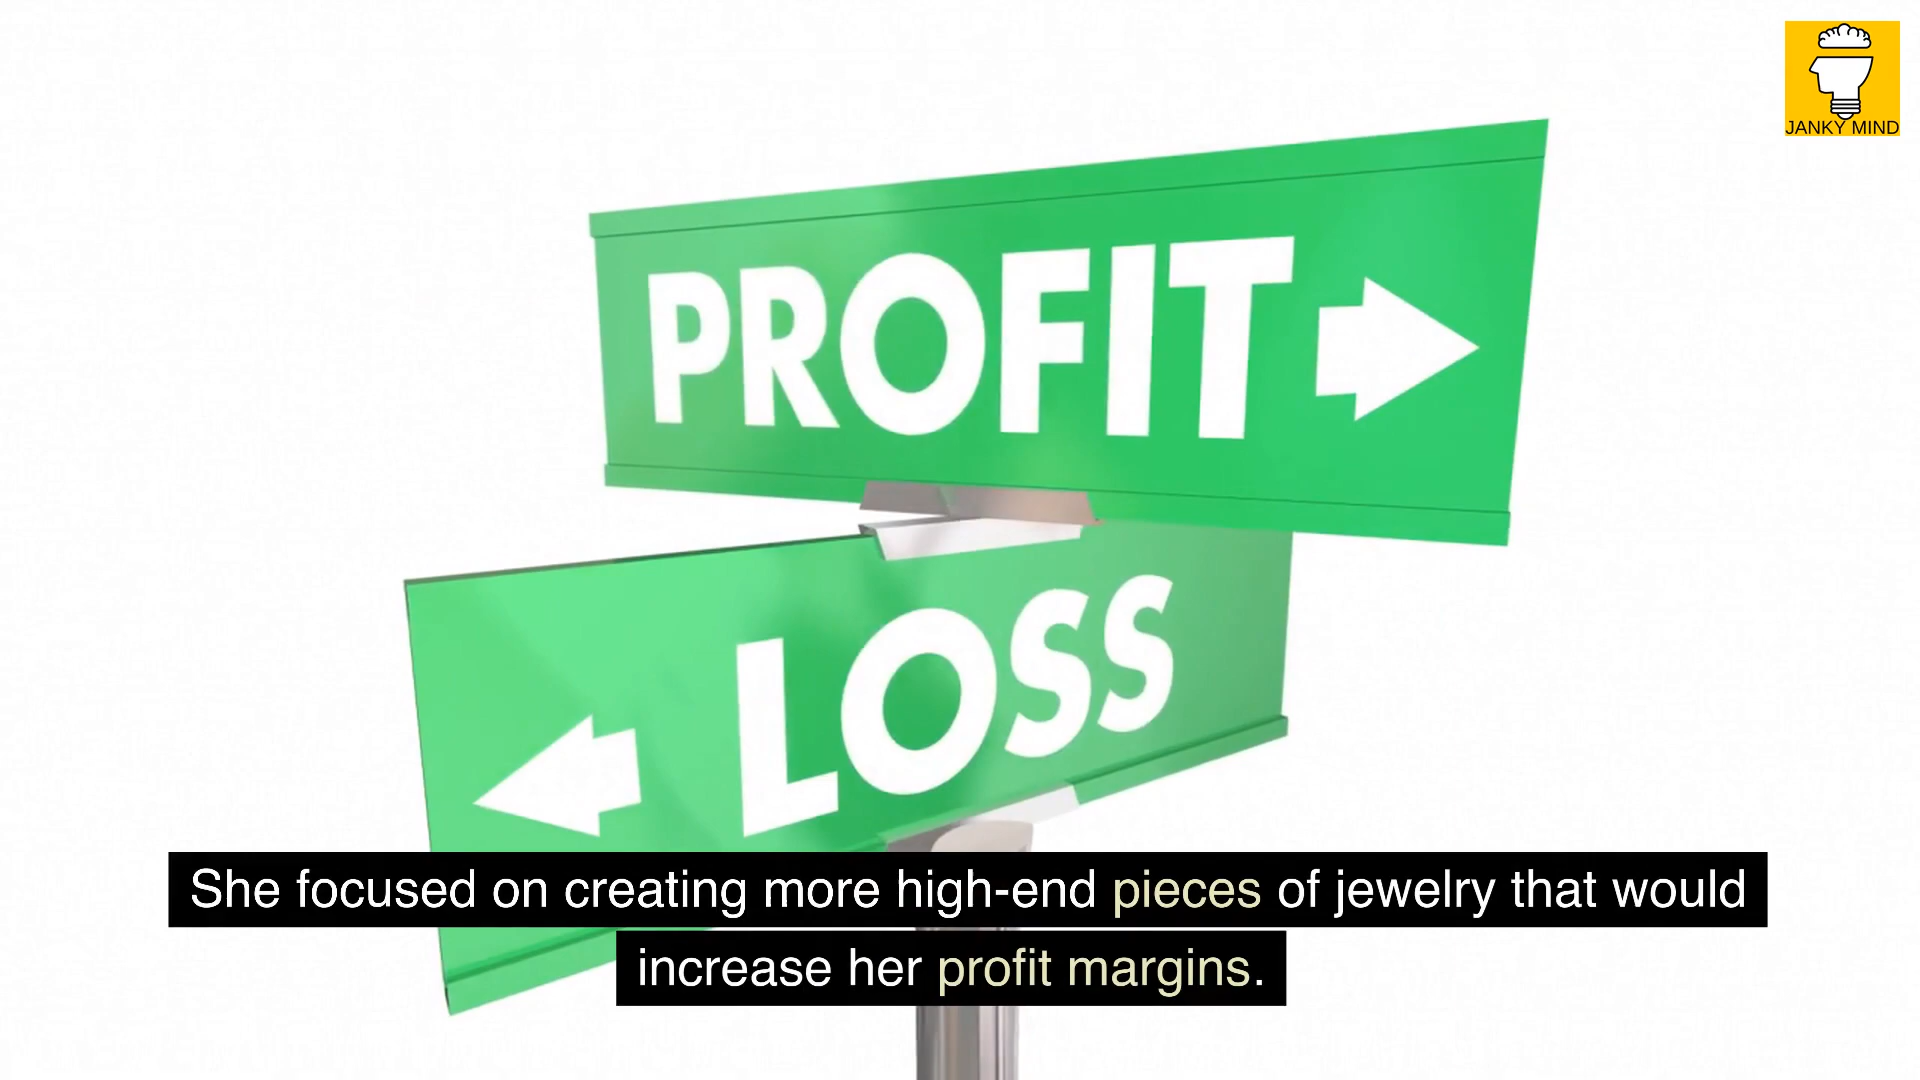 JANKY MIND
PROFIT
LOSS
She focused on creating more high-end pieces of jewelry that would
increase her profit margins.